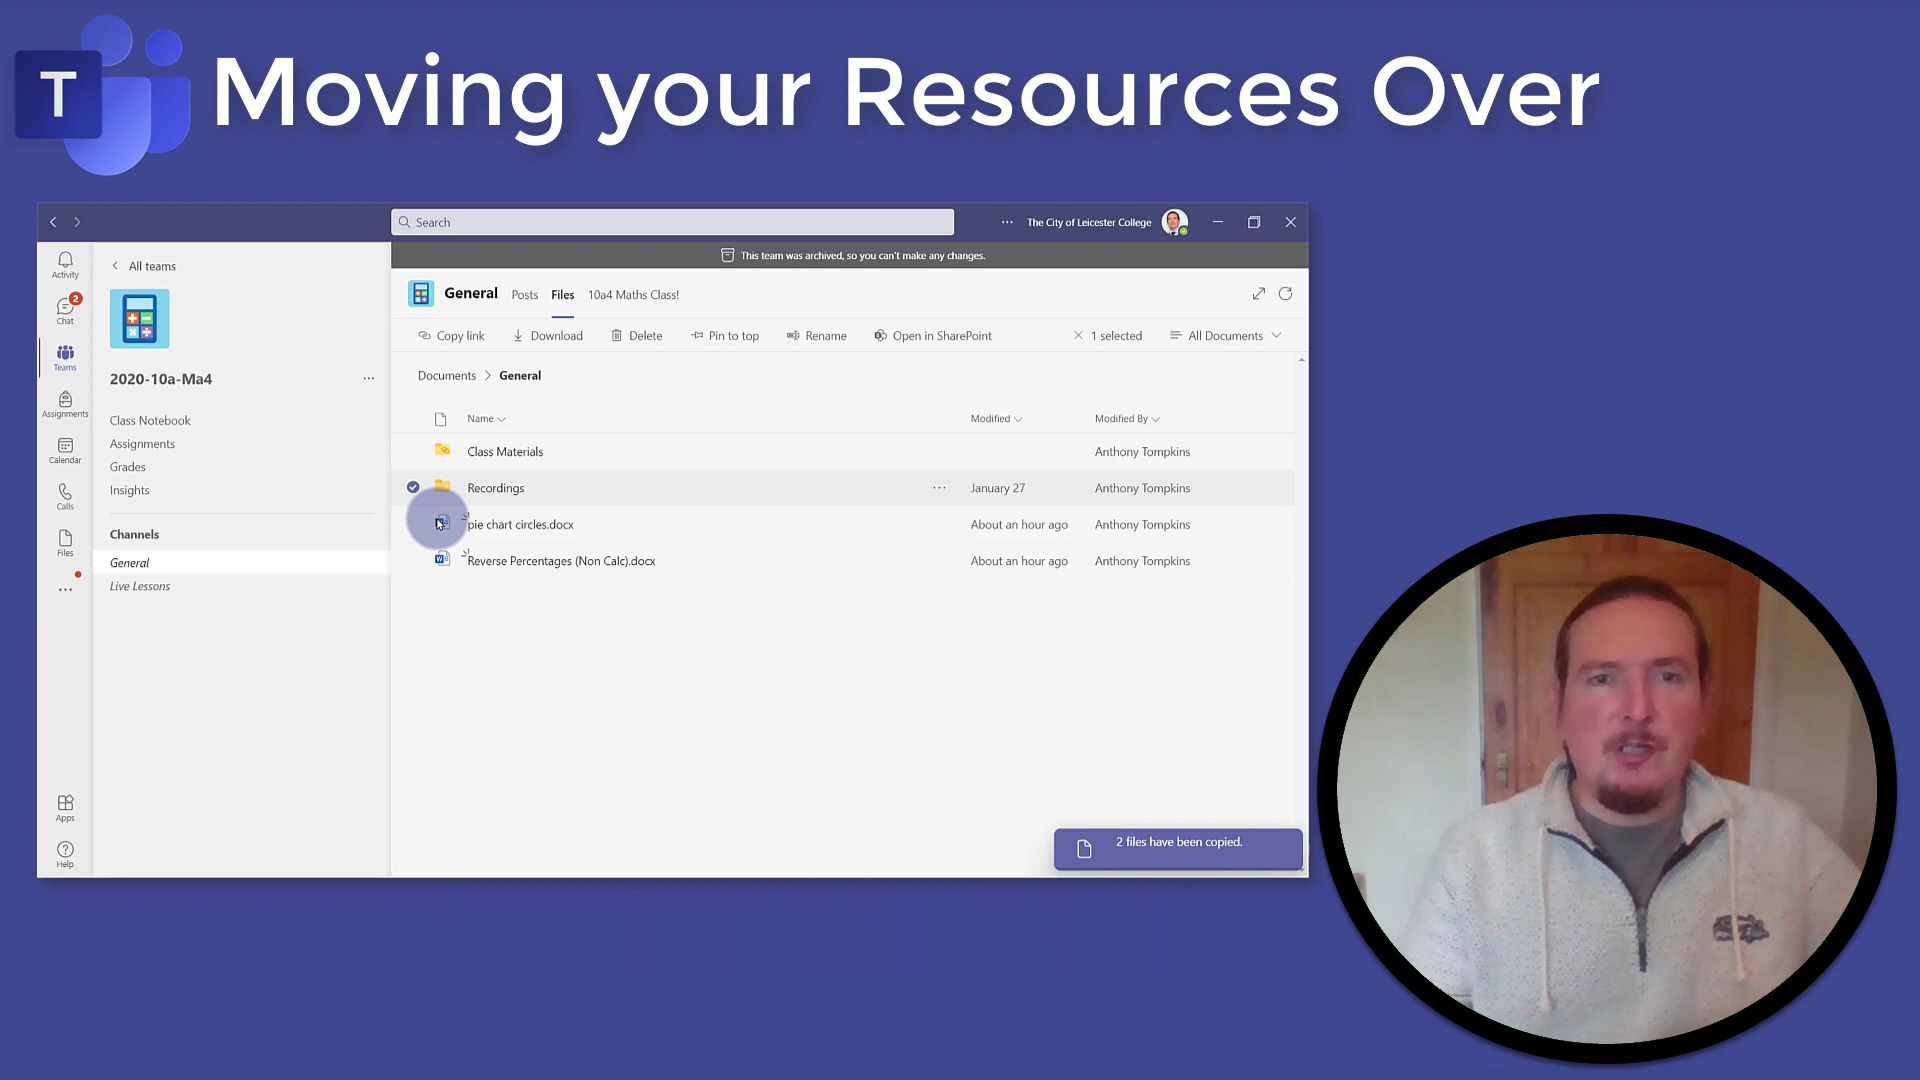 T
Moving your Resources Over
Search
The City of Leicester College
This team was archived, so you can't make any changes.
Activity
2
Chat
Teams
Assignments
Calendar
Calls
Files
Apps
Help
All teams
2020-10a-Ma4
Class Notebook
Assignments
Grades
Insights
Channels
General
Live Lessons
General Posts Files 10a4 Maths Class!
Copy link Download Delete Pin to top Rename Open in SharePoint 1 selected All Documents
Documents > General
Name Modified Modified By
Class Materials Anthony Tompkins
Recordings January 27 Anthony Tompkins
pie chart circles.docx About an hour ago Anthony Tompkins
Reverse Percentages (Non Calc).docx About an hour ago Anthony Tompkins
2 files have been copied.